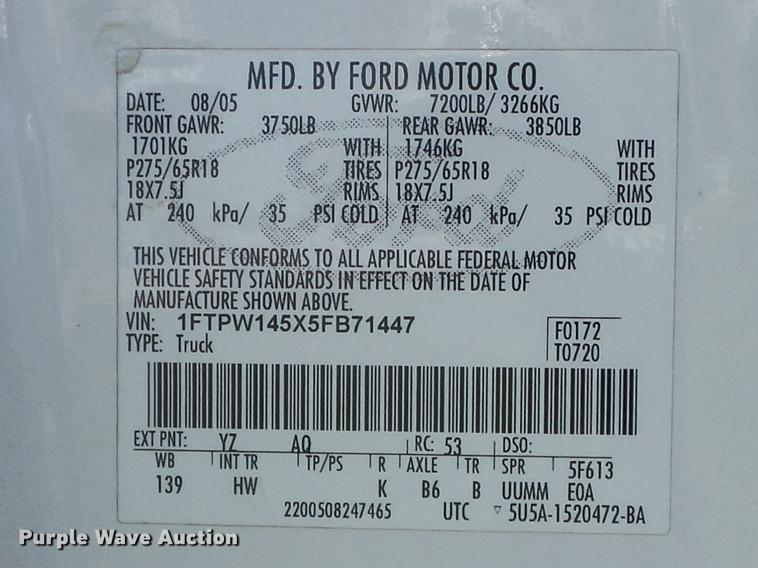 MFD. BY FORD MOTOR CO.
DATE: 08/05 GVWR: 7200LB/ 3266KG
FRONT GAWR: 3750LB REAR GAWR: 3850LB
1701KG WITH 1746KG WITH
P275/65R18 TIRES P275/65R18 TIRES
18X7.5J RIMS 18X7.5J RIMS
AT 240 kPa/ 35 PSI COLD AT 240 kPa/ 35 PSI COLD
Ford
THIS VEHICLE CONFORMS TO ALL APPLICABLE FEDERAL MOTOR
VEHICLE SAFETY STANDARDS IN EFFECT ON THE DATE OF
MANUFACTURE SHOWN ABOVE.
VIN: 1FTPW145X5FB71447 F0172
TYPE: Truck T0720
EXT PNT: YZ AQ RC: 53 DSO:
WB INT TR TP/PS R AXLE TR SPR 5F613
139 HW K B6 B UUMM EOA
2200508247465 UTC 5U5A-1520472-BA
Purple Wave Auction